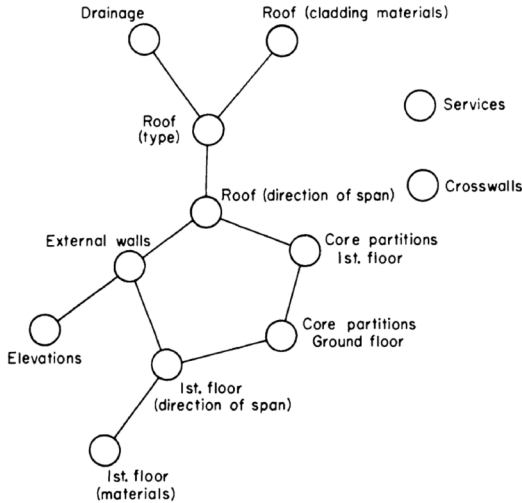 Drainage
Roof (cladding materials)
Services
Roof
(type)
Crosswalls
Roof (direction of span)
External walls
Core partitions
1st. floor
Core partitions
Ground floor
Elevations
1st. floor
(direction of span)
1st. floor
(materials)